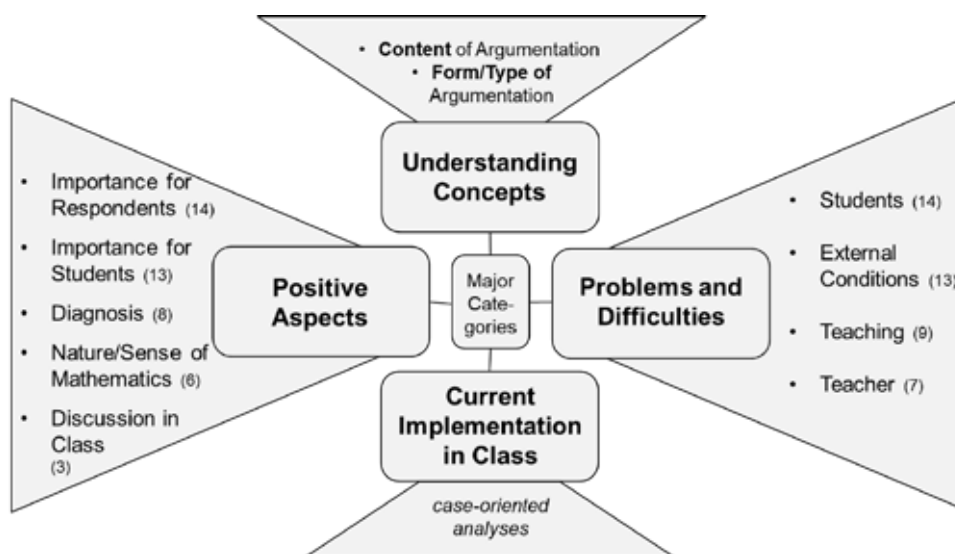 • Content of Argumentation
• Form/Type of
Argumentation
Understanding
Concepts
• Importance for
Respondents (14)
• Importance for
Students (13)
• Diagnosis (8)
• Nature/Sense of
Mathematics (6)
• Discussion in
Class
(3)
Positive
Aspects
Major
Cate-
gories
Problems and
Difficulties
• Students (14)
• External
Conditions (13)
• Teaching (9)
• Teacher (7)
Current
Implementation
in Class
case-oriented
analyses